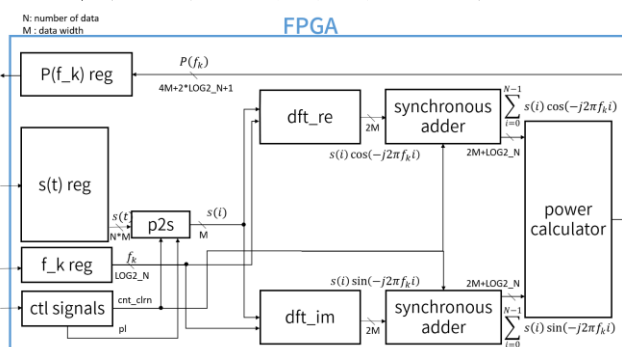 N: number of data
M : data width
FPGA
P(f_k) reg
P(f_k)
4M+2*LOG2_N+1
dft_re
2M
s(i) cos(−j2πf_k i)
synchronous
adder
∑_{i=0}^{N−1} s(i) cos(−j2πf_k i)
2M+LOG2_N
s(t) reg
s(t)
N*M
p2s
s(i)
M
power
calculator
f_k reg
f_k
LOG2_N
ctl signals
cnt_clrn
pl
dft_im
2M
s(i) sin(−j2πf_k i)
synchronous
adder
2M+LOG2_N
∑_{i=0}^{N−1} s(i) sin(−j2πf_k i)